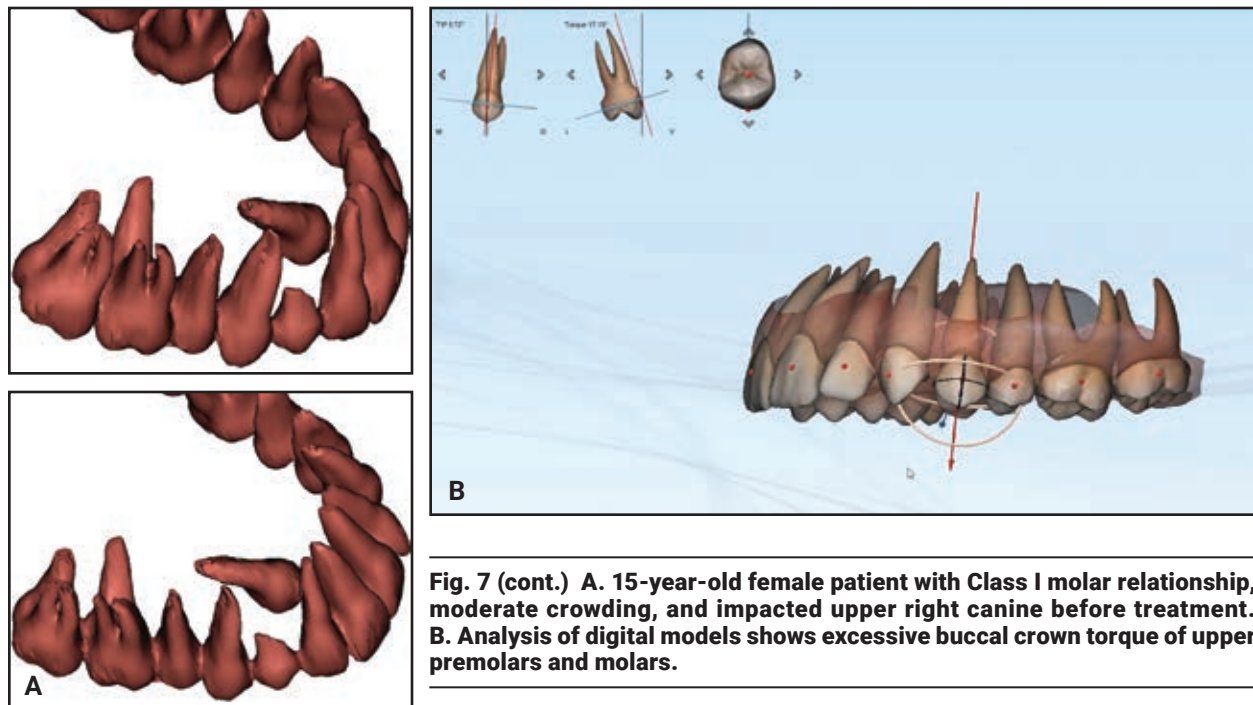 A
B
Fig. 7 (cont.) A. 15-year-old female patient with Class I molar relationship,
moderate crowding, and impacted upper right canine before treatment.
B. Analysis of digital models shows excessive buccal crown torque of upper
premolars and molars.